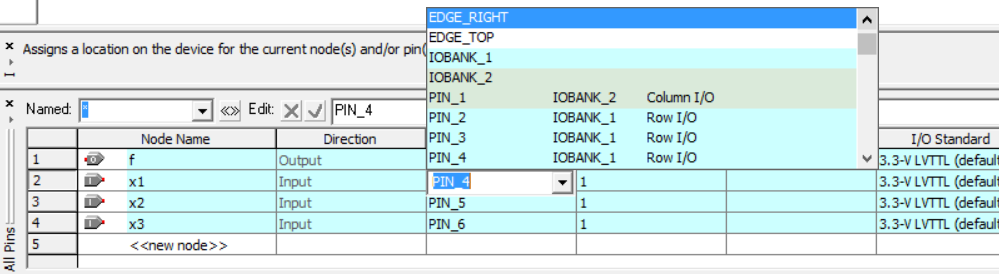 EDGE_RIGHT
EDGE_TOP
Assigns a location on the device for the current node(s) and/or pin(
IOBANK_1
IOBANK_2
PIN_1 IOBANK_2 Column I/O
Named: * Edit: PIN_4
PIN_2 IOBANK_1 Row I/O
PIN_3 IOBANK_1 Row I/O
PIN_4 IOBANK_1 Row I/O
Node Name Direction I/O Standard
1 f Output 3.3-V LVTTL (default
2 x1 Input PIN_4 1 3.3-V LVTTL (default
3 x2 Input PIN_5 1 3.3-V LVTTL (default
4 x3 Input PIN_6 1 3.3-V LVTTL (default
5 <<new node>>
All Pins